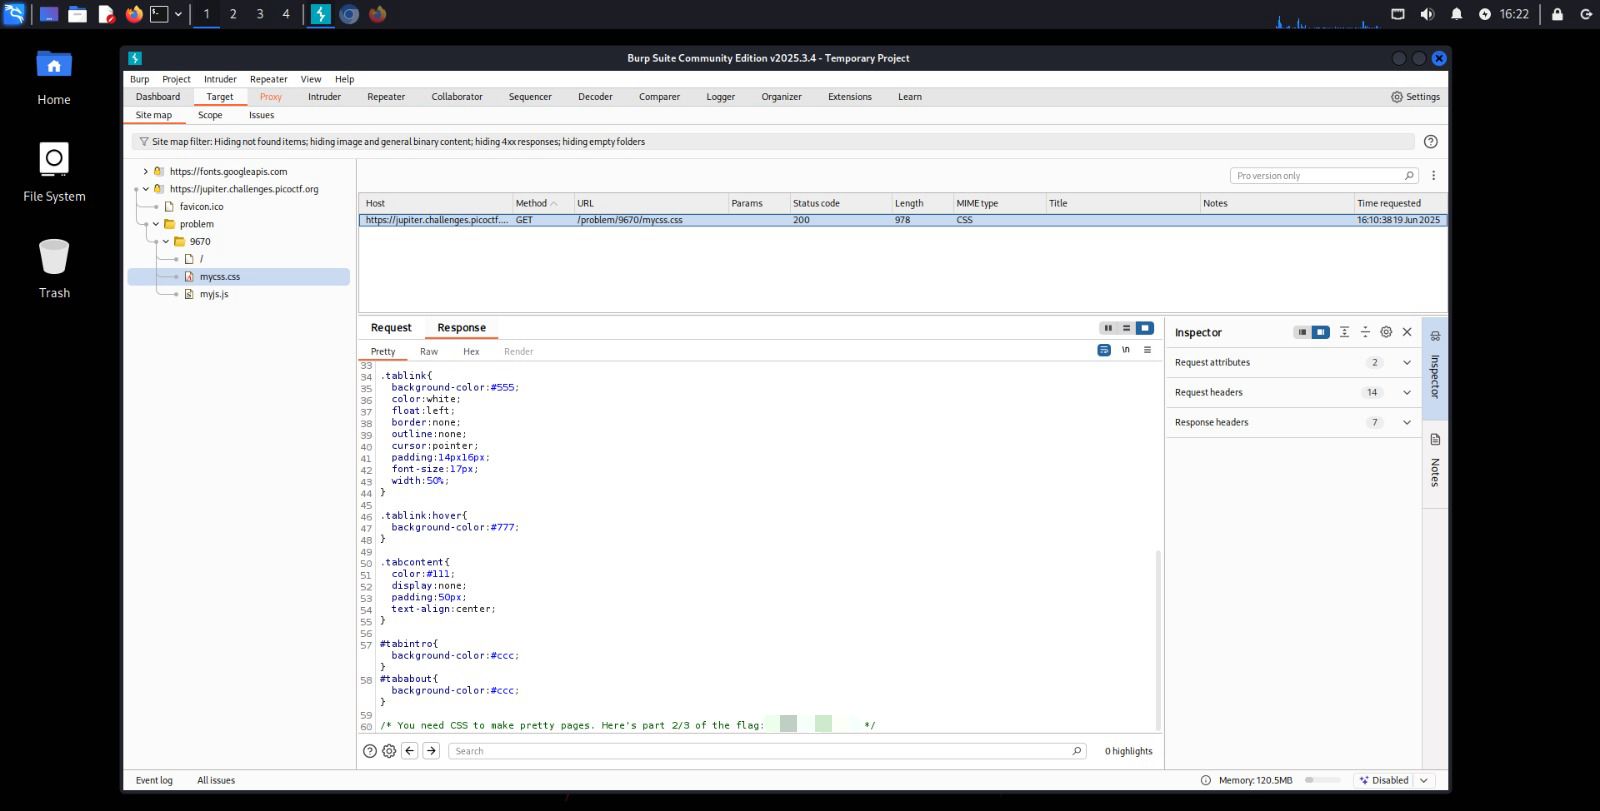 1 2 3 4
16:22
Home
File System
Trash
Burp Suite Community Edition v2025.3.4 - Temporary Project
Burp Project Intruder Repeater View Help
Dashboard Target Proxy Intruder Repeater Collaborator Sequencer Decoder Comparer Logger Organizer Extensions Learn Settings
Site map Scope Issues
Site map filter: Hiding not found items; hiding image and general binary content; hiding 4xx responses; hiding empty folders
https://fonts.googleapis.com
https://jupiter.challenges.picoctf.org
favicon.ico
problem
9670
/
mycss.css
myjs.js
Pro version only
Host Method URL Params Status code Length MIME type Title Notes Time requested
https://jupiter.challenges.picoctf.... GET /problem/9670/mycss.css 200 978 CSS 16:10:38 19 Jun 2025
Request Response
Pretty Raw Hex Render \n
33
34 .tablink{
35 background-color:#555;
36 color:white;
37 float:left;
38 border:none;
39 outline:none;
40 cursor:pointer;
41 padding:14px16px;
42 font-size:17px;
43 width:50%;
44 }
45
46 .tablink:hover{
47 background-color:#777;
48 }
49
50 .tabcontent{
51 color:#111;
52 display:none;
53 padding:50px;
54 text-align:center;
55 }
56
57 #tabintro{
background-color:#ccc;
}
58 #tababout{
background-color:#ccc;
}
59
60 /* You need CSS to make pretty pages. Here's part 2/3 of the flag: */
Search
0 highlights
Inspector
Request attributes 2
Request headers 14
Response headers 7
Inspector
Notes
Event log All issues
Memory: 120.5MB
Disabled